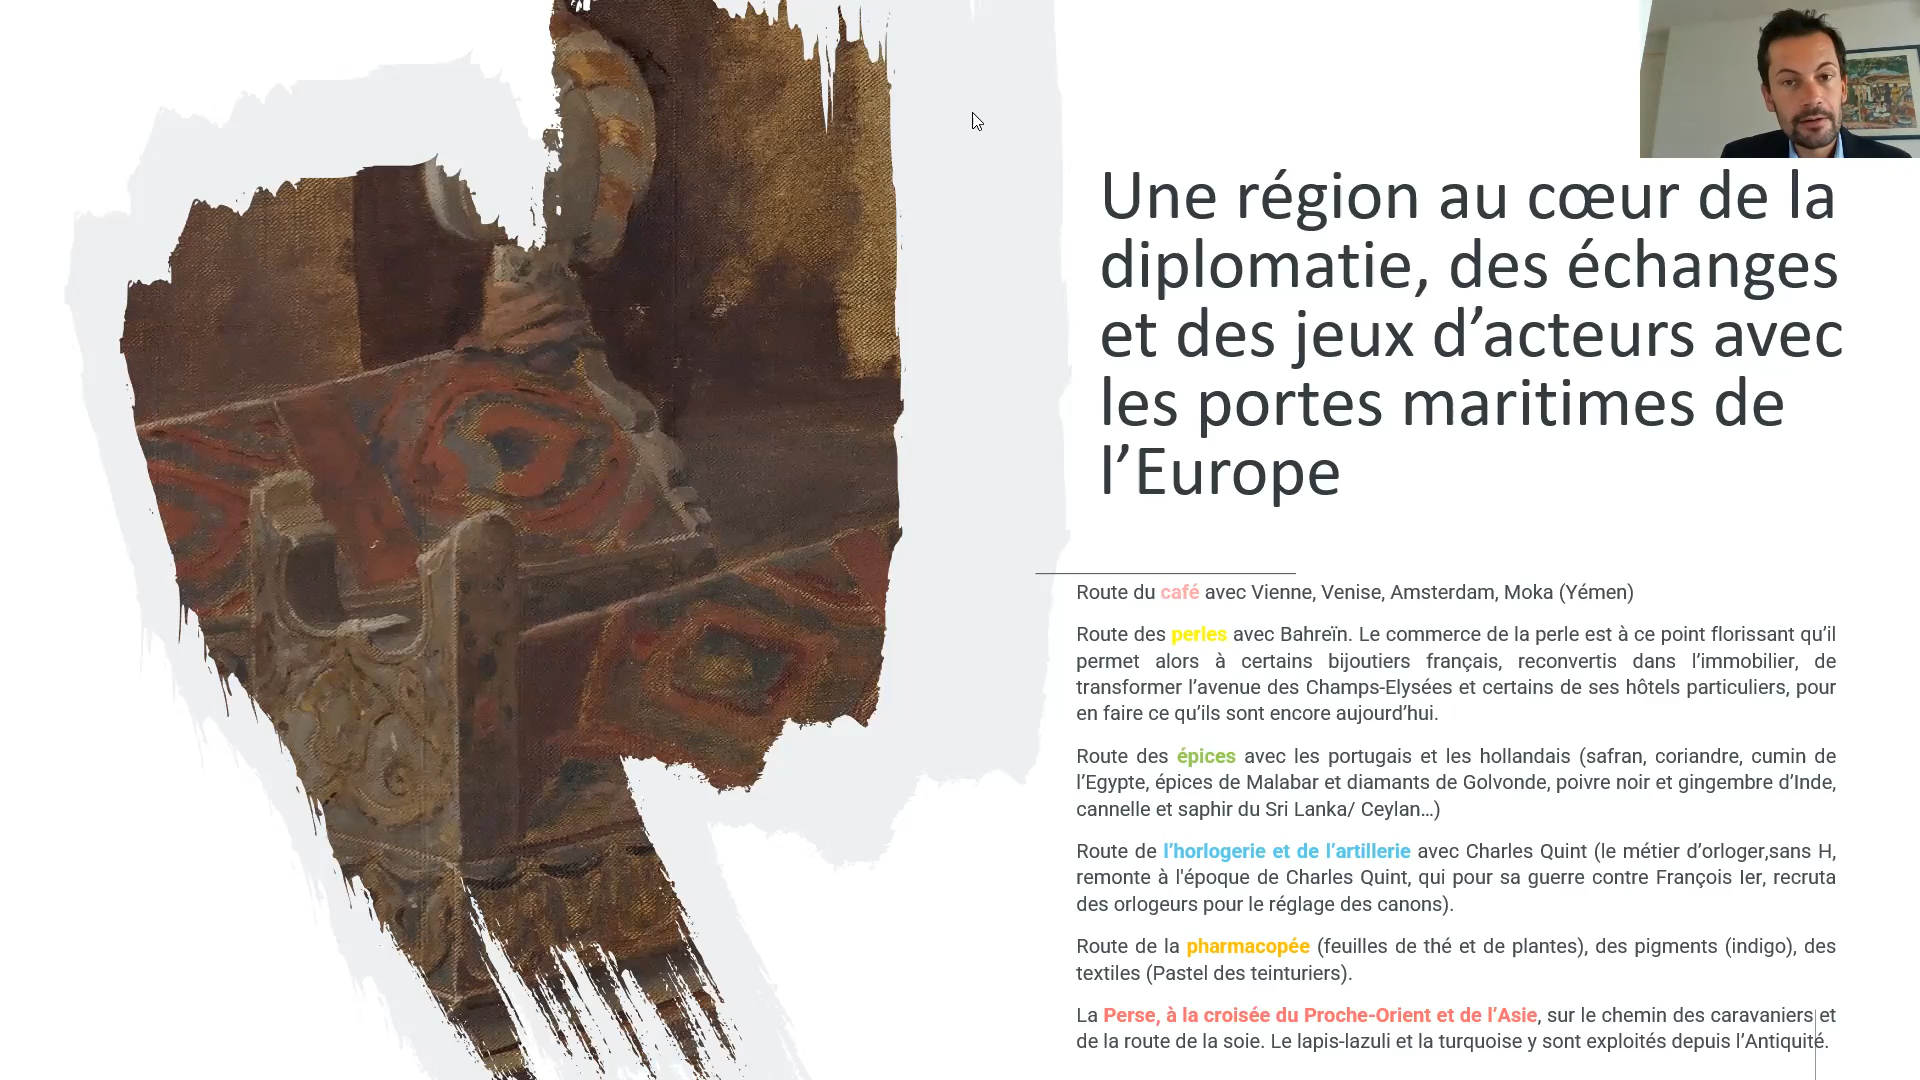 Une région au cœur de la
diplomatie, des échanges
et des jeux d’acteurs avec
les portes maritimes de
l’Europe
Route du café avec Vienne, Venise, Amsterdam, Moka (Yémen)
Route des perles avec Bahreïn. Le commerce de la perle est à ce point florissant qu’il
permet alors à certains bijoutiers français, reconvertis dans l’immobilier, de
transformer l’avenue des Champs-Elysées et certains de ses hôtels particuliers, pour
en faire ce qu’ils sont encore aujourd’hui.
Route des épices avec les portugais et les hollandais (safran, coriandre, cumin de
l’Egypte, épices de Malabar et diamants de Golvonde, poivre noir et gingembre d’Inde,
cannelle et saphir du Sri Lanka/ Ceylan…)
Route de l’horlogerie et de l’artillerie avec Charles Quint (le métier d’orloger,sans H,
remonte à l'époque de Charles Quint, qui pour sa guerre contre François Ier, recruta
des orlogeurs pour le réglage des canons).
Route de la pharmacopée (feuilles de thé et de plantes), des pigments (indigo), des
textiles (Pastel des teinturiers).
La Perse, à la croisée du Proche-Orient et de l’Asie, sur le chemin des caravaniers et
de la route de la soie. Le lapis-lazuli et la turquoise y sont exploités depuis l’Antiquité.